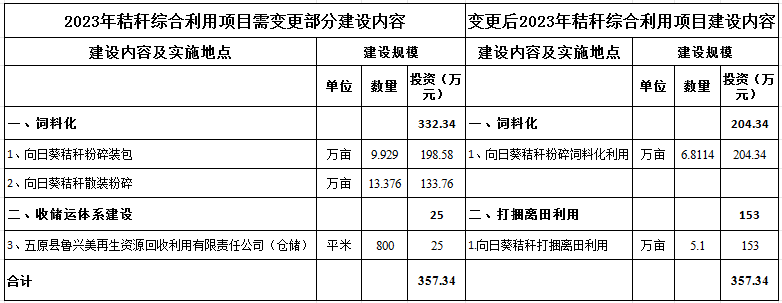 2023年秸秆综合利用项目需变更部分建设内容 变更后2023年秸秆综合利用项目建设内容
建设内容及实施地点 建设规模 建设内容及实施地点 建设规模
单位 数量 投资（万元） 单位 数量 投资（万元）
一、饲料化 332.34 一、饲料化 204.34
1、向日葵秸秆粉碎装包 万亩 9.929 198.58 1、向日葵秸秆粉碎饲料化利用 万亩 6.8114 204.34
2、向日葵秸秆散装粉碎 万亩 13.376 133.76
二、收储运体系建设 25 二、打捆离田利用 153
3、五原县鲁兴美再生资源回收利用有限责任公司（仓储） 平米 800 25 1.向日葵秸秆打捆离田利用 万亩 5.1 153
合计 357.34 357.34